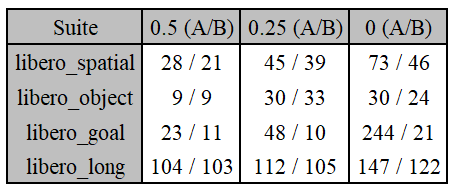 Suite 0.5 (A/B) 0.25 (A/B) 0 (A/B)
libero_spatial 28 / 21 45 / 39 73 / 46
libero_object 9 / 9 30 / 33 30 / 24
libero_goal 23 / 11 48 / 10 244 / 21
libero_long 104 / 103 112 / 105 147 / 122